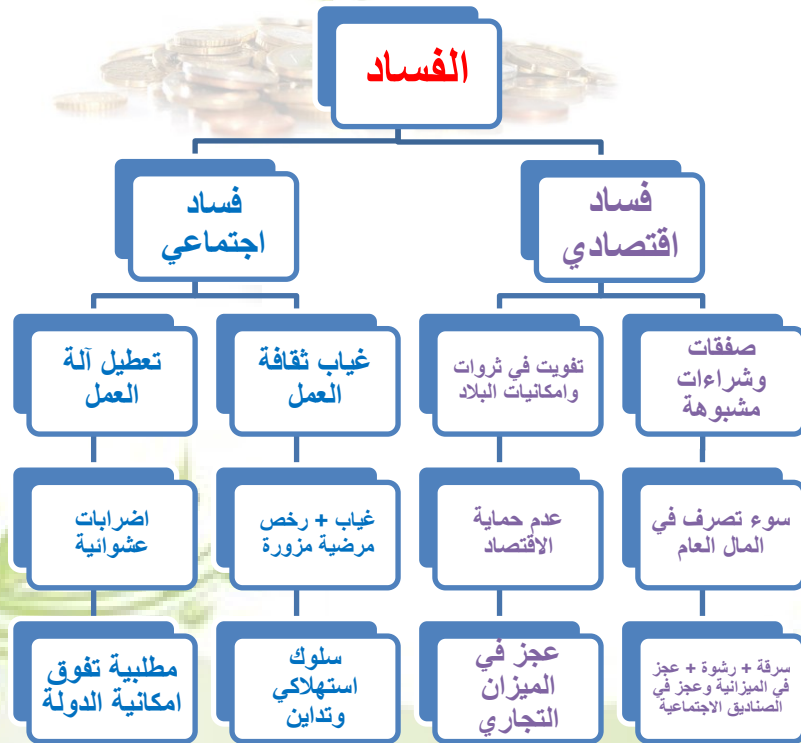 الفساد
فساد
اقتصادي
فساد
اجتماعي
صفقات
وشراءات
مشبوهة
تفويت في ثروات
وامكانيات البلاد
غياب ثقافة
العمل
تعطيل آلة
العمل
سوء تصرف في
المال العام
عدم حماية
الاقتصاد
غياب + رخص
مرضية مزورة
اضرابات
عشوائية
سرقة + رشوة + عجز
في الميزانية وعجز في
الصناديق الاجتماعية
عجز في
الميزان
التجاري
سلوك
استهلاكي
وتداين
مطلبية تفوق
امكانية الدولة